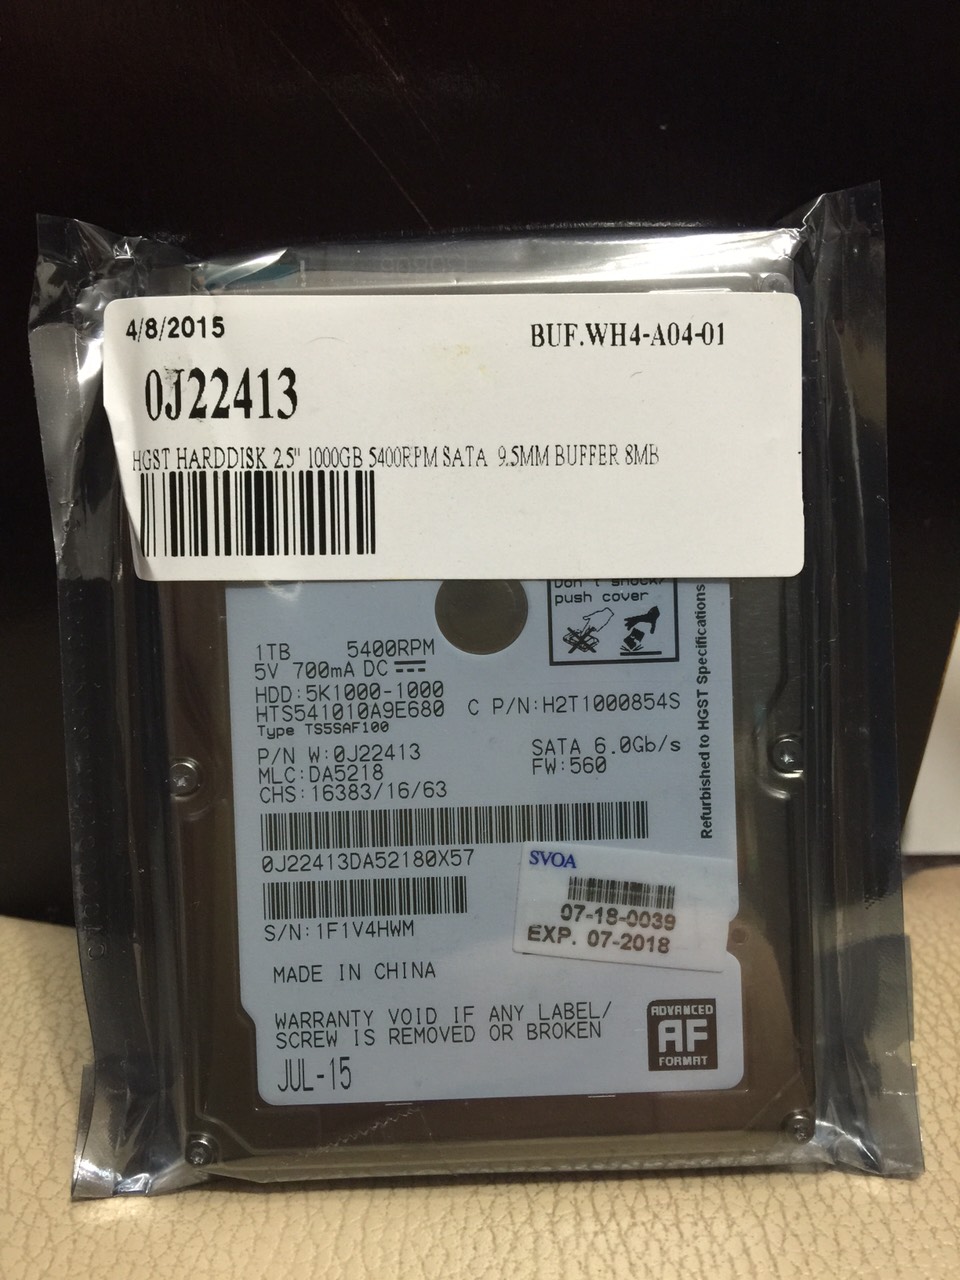 4/8/2015
BUF.WH4-A04-01
0J22413
HGST HARDDISK 2.5" 1000GB 5400RPM SATA 9.5MM BUFFER 8MB
Don't shock/
push cover
1TB 5400RPM
5V 700mA DC
HDD:5K1000-1000
HTS541010A9E680 C P/N:H2T1000854S
Type TS5SAF100
P/N W:0J22413 SATA 6.0Gb/s
MLC:DA5218 FW:560
CHS:16383/16/63
Refurbished to HGST Specifications
0J22413DA52180X57
S/N:1F1V4HWM
SVOA
07-18-0039
EXP. 07-2018
MADE IN CHINA
WARRANTY VOID IF ANY LABEL/
SCREW IS REMOVED OR BROKEN
JUL-15
ADVANCED
AF
FORMAT